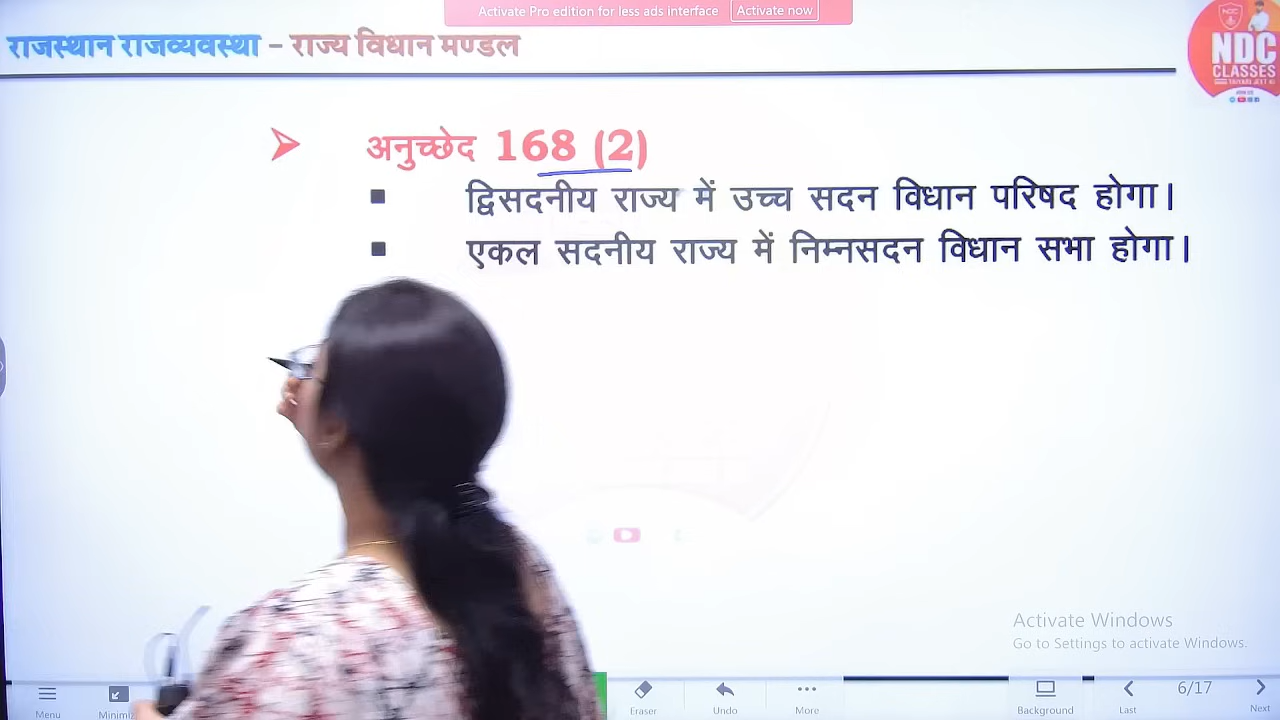 Activate Pro edition for less ads interface Activate now
राजस्थान राजव्यवस्था – राज्य विधान मण्डल
NDC
NDC
CLASSES
➢ अनुच्छेद 168 (2)
▪ द्विसदनीय राज्य में उच्च सदन विधान परिषद होगा।
▪ एकल सदनीय राज्य में निम्नसदन विधान सभा होगा।
Activate Windows
Go to Settings to activate Windows.
Menu
Eraser
Undo
More
Background
Last
6/17
Next